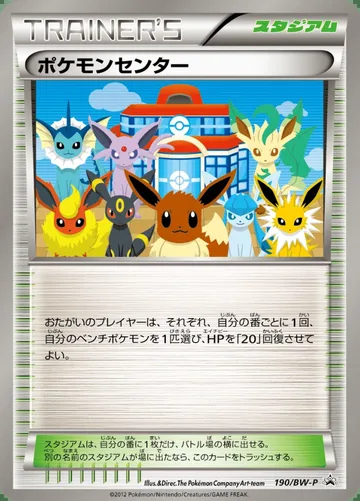 TRAINER'S
スタジアム
ポケモンセンター
おたがいのプレイヤーは、それぞれ、自分の番ごとに1回、
自分のベンチポケモンを1匹選び、HPを「20」回復させて
よい。
スタジアムは、自分の番に1枚だけ、バトル場の横に出せる。
別の名前のスタジアムが場に出たなら、このカードをトラッシュする。
Illus.&Direc.The Pokémon Company Art-team
190/BW-P
©2012 Pokémon/Nintendo/Creatures/GAME FREAK.